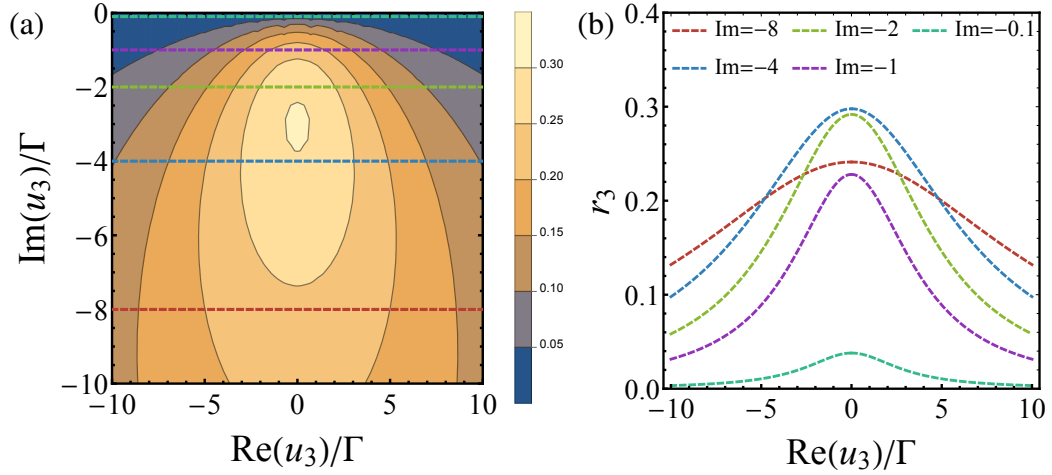 (a)
Im(u₃)/Γ
0
−2
−4
−6
−8
−10
−10 −5 0 5 10
Re(u₃)/Γ
0.30
0.25
0.20
0.15
0.10
0.05
(b)
Im=−8 Im=−2 Im=−0.1
Im=−4 Im=−1
r₃
0.4
0.3
0.2
0.1
0.0
−10 −5 0 5 10
Re(u₃)/Γ